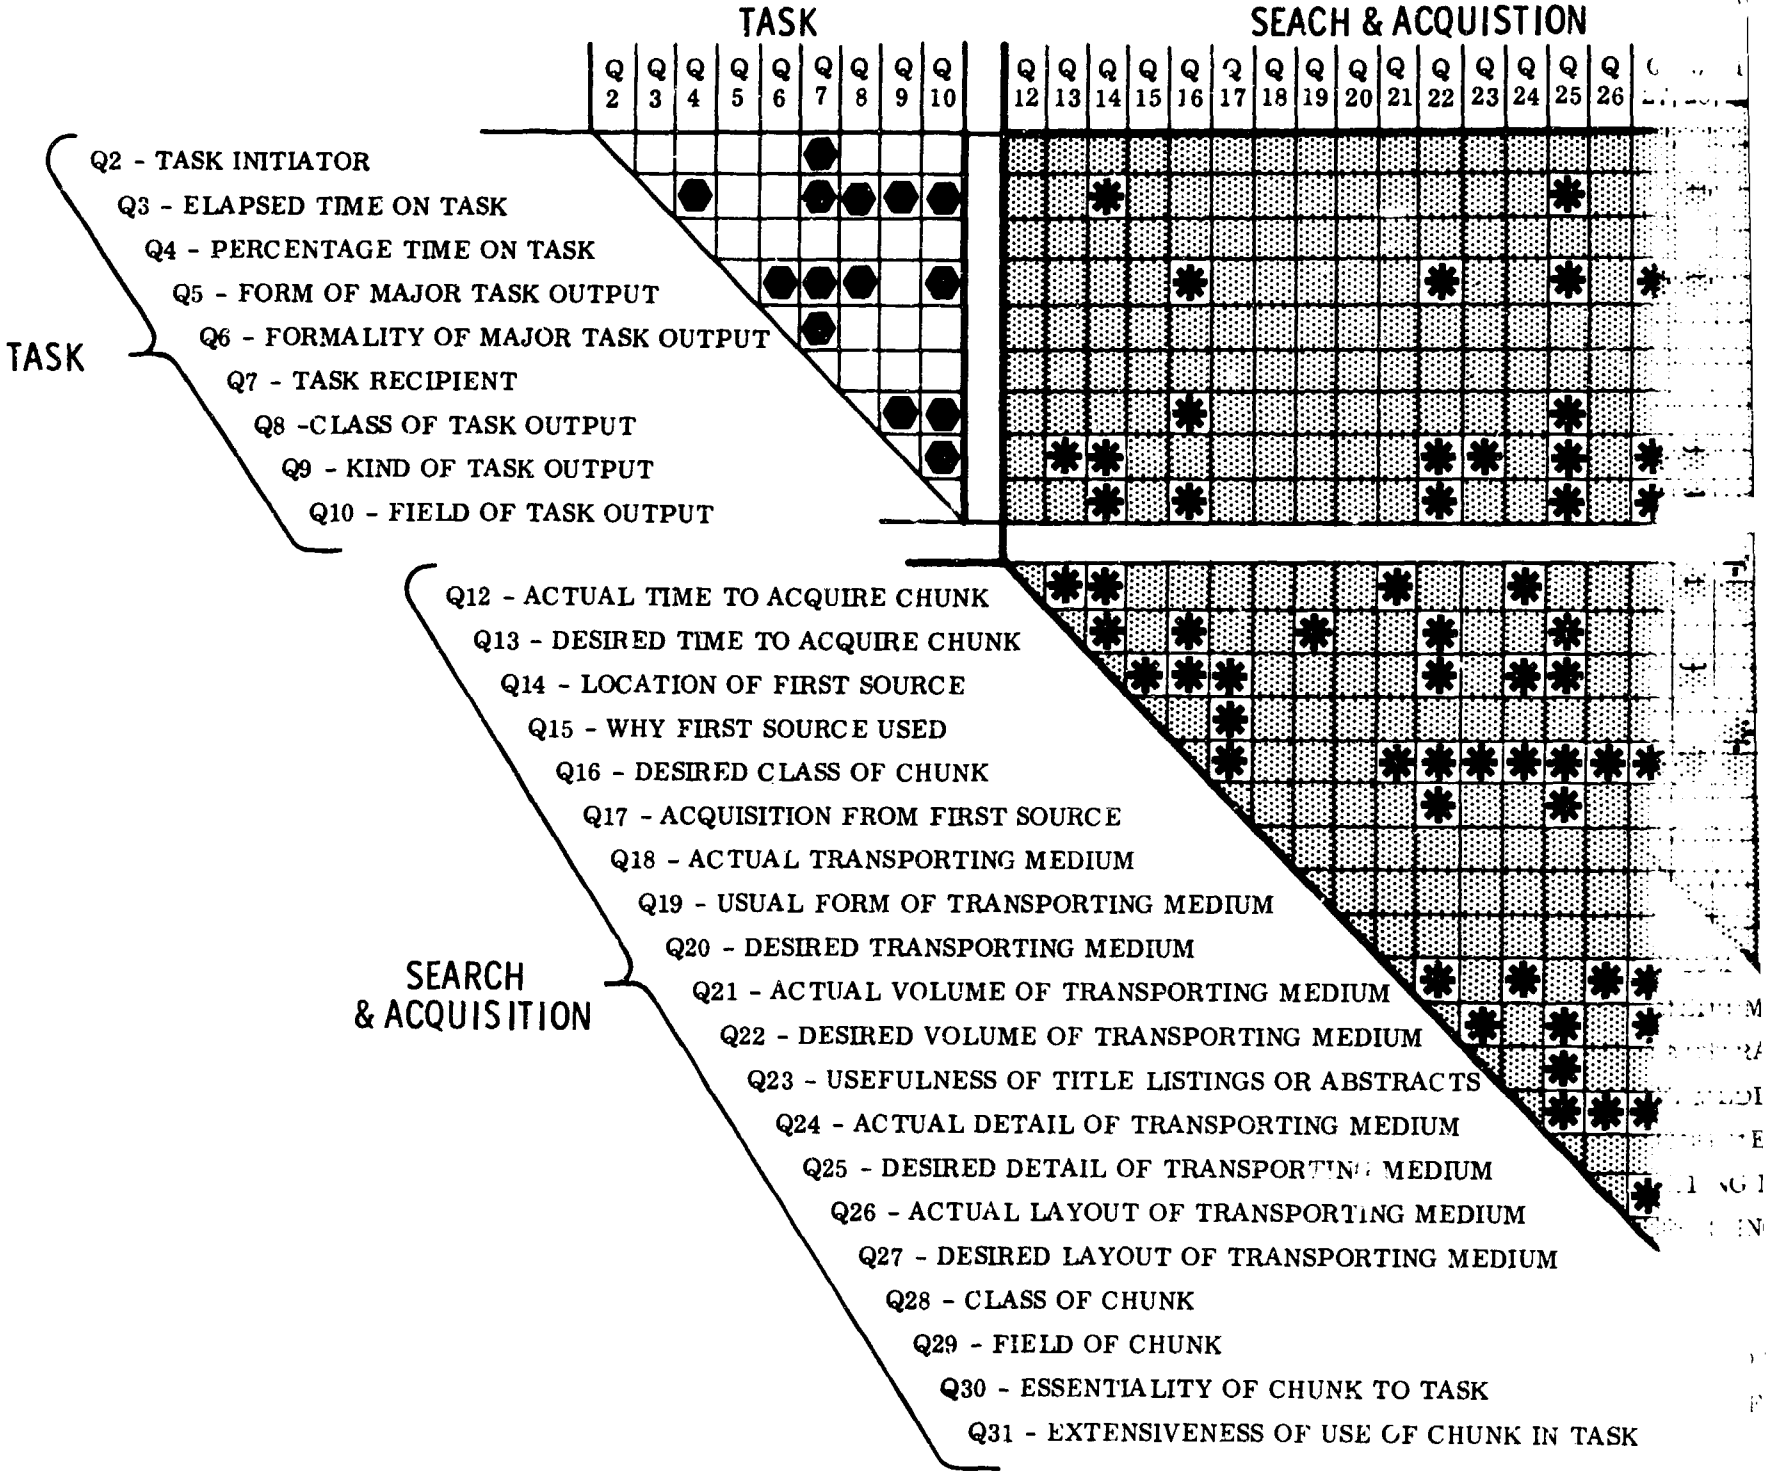 TASK
SEACH & ACQUISTION
Q Q Q Q Q Q Q Q Q Q Q Q Q Q Q Q Q Q Q Q Q Q Q Q
2 3 4 5 6 7 8 9 10 12 13 14 15 16 17 18 19 20 21 22 23 24 25 26
Q2 - TASK INITIATOR
Q3 - ELAPSED TIME ON TASK
Q4 - PERCENTAGE TIME ON TASK
Q5 - FORM OF MAJOR TASK OUTPUT
Q6 - FORMALITY OF MAJOR TASK OUTPUT
TASK
Q7 - TASK RECIPIENT
Q8 -CLASS OF TASK OUTPUT
Q9 - KIND OF TASK OUTPUT
Q10 - FIELD OF TASK OUTPUT
Q12 - ACTUAL TIME TO ACQUIRE CHUNK
Q13 - DESIRED TIME TO ACQUIRE CHUNK
Q14 - LOCATION OF FIRST SOURCE
Q15 - WHY FIRST SOURCE USED
Q16 - DESIRED CLASS OF CHUNK
Q17 - ACQUISITION FROM FIRST SOURCE
Q18 - ACTUAL TRANSPORTING MEDIUM
Q19 - USUAL FORM OF TRANSPORTING MEDIUM
Q20 - DESIRED TRANSPORTING MEDIUM
SEARCH
& ACQUISITION
Q21 - ACTUAL VOLUME OF TRANSPORTING MEDIUM
Q22 - DESIRED VOLUME OF TRANSPORTING MEDIUM
Q23 - USEFULNESS OF TITLE LISTINGS OR ABSTRACTS
Q24 - ACTUAL DETAIL OF TRANSPORTING MEDIUM
Q25 - DESIRED DETAIL OF TRANSPORTING MEDIUM
Q26 - ACTUAL LAYOUT OF TRANSPORTING MEDIUM
Q27 - DESIRED LAYOUT OF TRANSPORTING MEDIUM
Q28 - CLASS OF CHUNK
Q29 - FIELD OF CHUNK
Q30 - ESSENTIALITY OF CHUNK TO TASK
Q31 - EXTENSIVENESS OF USE OF CHUNK IN TASK